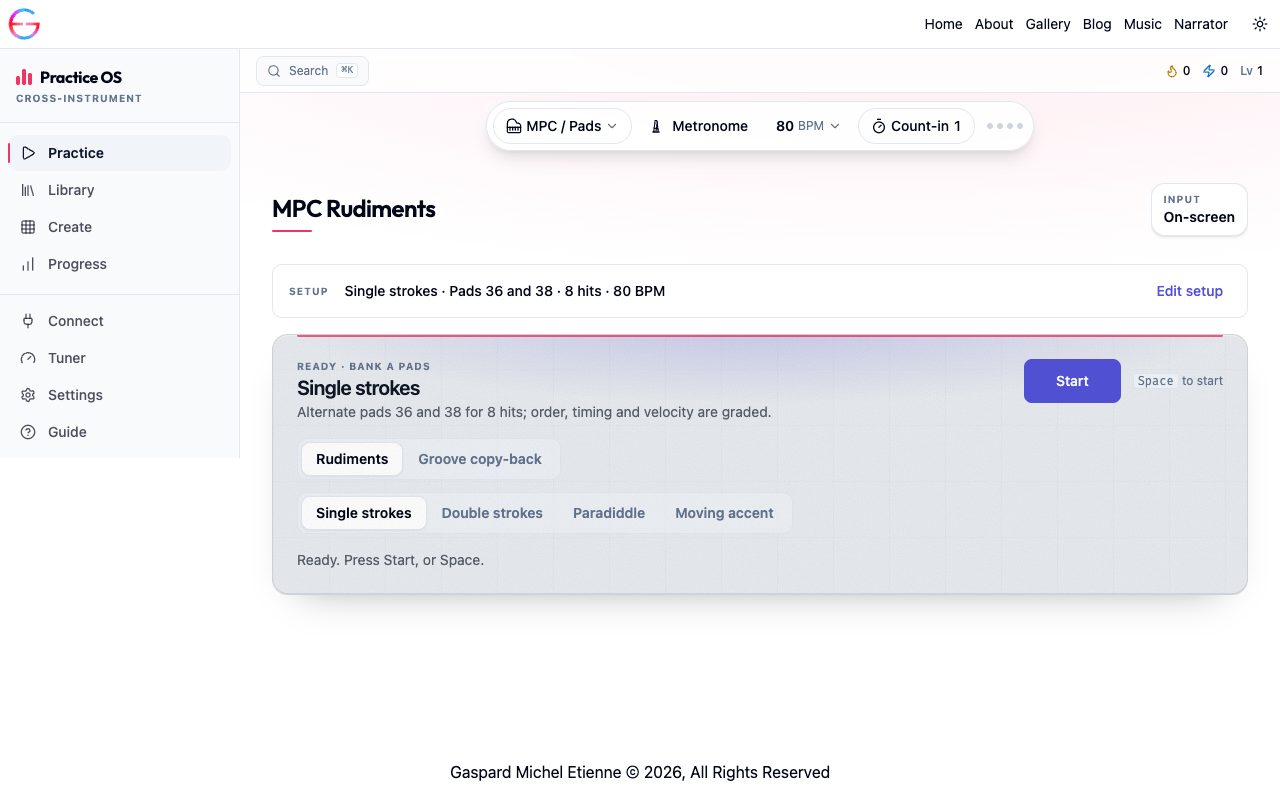 Home About Gallery Blog Music Narrator
Practice OS
CROSS-INSTRUMENT
Search ⌘K
0 0 Lv 1
MPC / Pads Metronome 80 BPM Count-in 1
Practice
Library
Create
Progress
Connect
Tuner
Settings
Guide
MPC Rudiments
INPUT
On-screen
SETUP Single strokes · Pads 36 and 38 · 8 hits · 80 BPM Edit setup
READY · BANK A PADS
Single strokes
Alternate pads 36 and 38 for 8 hits; order, timing and velocity are graded.
Start Space to start
Rudiments Groove copy-back
Single strokes Double strokes Paradiddle Moving accent
Ready. Press Start, or Space.
Gaspard Michel Etienne © 2026, All Rights Reserved